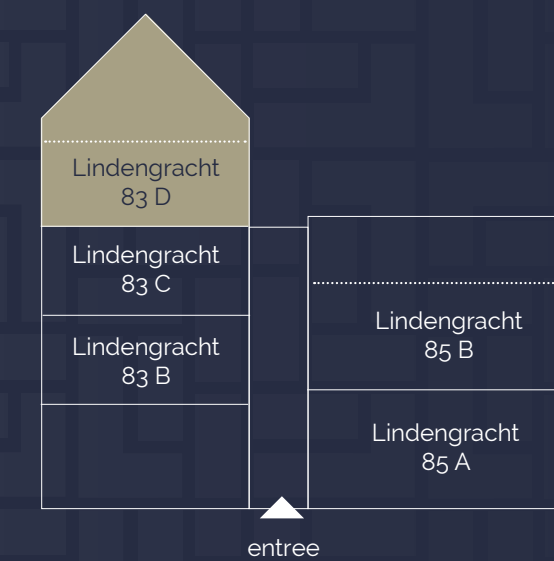 Lindengracht
83 D
Lindengracht
83 C
Lindengracht
83 B
Lindengracht
85 B
Lindengracht
85 A
entree